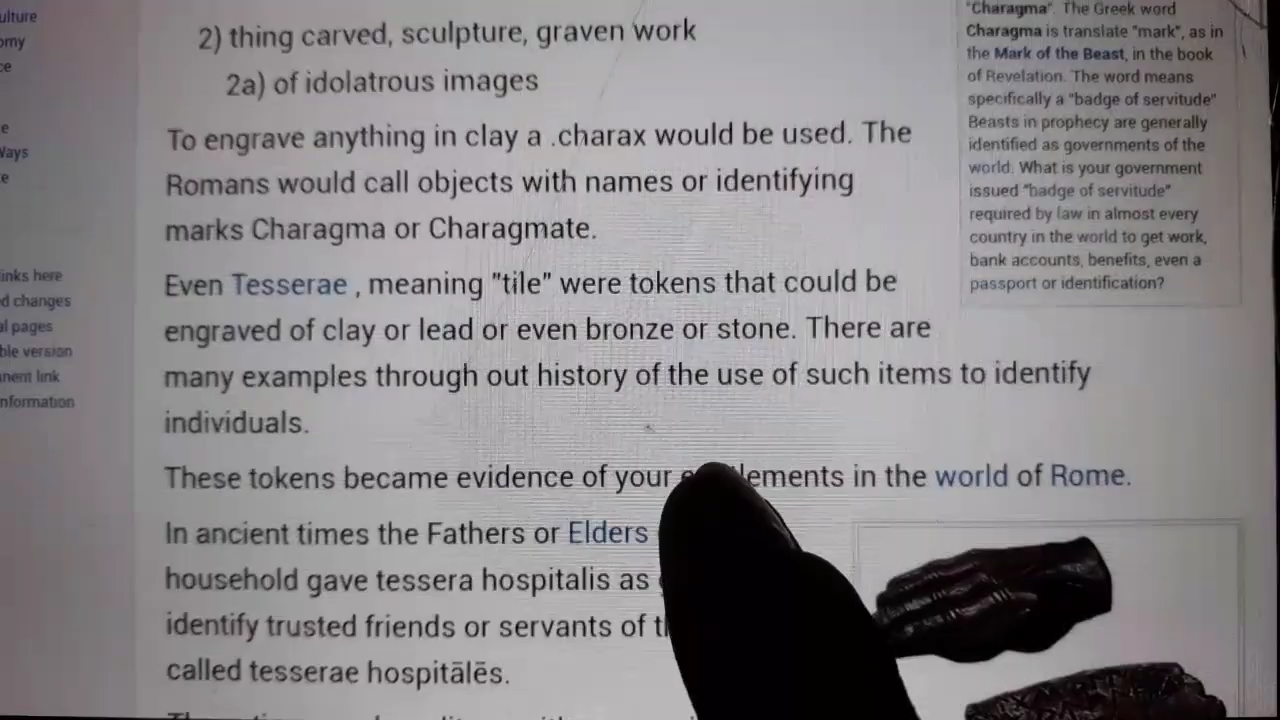 ulture
omy
ce
e
Ways
e
inks here
d changes
al pages
ble version
nent link
nformation
2) thing carved, sculpture, graven work
2a) of idolatrous images
To engrave anything in clay a .charax would be used. The
Romans would call objects with names or identifying
marks Charagma or Charagmate.
Even Tesserae , meaning "tile" were tokens that could be
engraved of clay or lead or even bronze or stone. There are
many examples through out history of the use of such items to identify
individuals.
These tokens became evidence of your lements in the world of Rome.
In ancient times the Fathers or Elders
household gave tessera hospitalis as
identify trusted friends or servants of
called tesserae hospitālēs.
"Charagma". The Greek word
Charagma is translate "mark", as in
the Mark of the Beast, in the book
of Revelation. The word means
specifically a "badge of servitude"
Beasts in prophecy are generally
identified as governments of the
world. What is your government
issued "badge of servitude"
required by law in almost every
country in the world to get work,
bank accounts, benefits, even a
passport or identification?